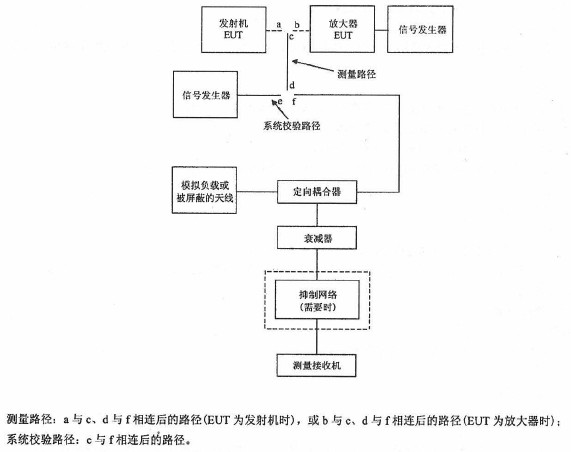 发射机
EUT
a
b
c
放大器
EUT
信号发生器
测量路径
d
信号发生器
e
f
系统校验路径
模拟负载或
被屏蔽的天线
定向耦合器
衰减器
抑制网络
(需要时)
测量接收机
测量路径：a与c、d与f相连后的路径(EUT为发射机时)，或b与c、d与f相连后的路径(EUT为放大器时)；
系统校验路径：e与f相连后的路径。